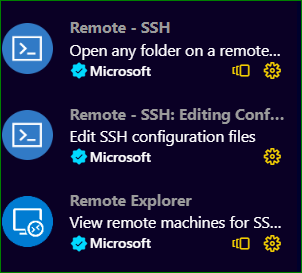 Remote - SSH
Open any folder on a remote...
Microsoft
Remote - SSH: Editing Conf...
Edit SSH configuration files
Microsoft
Remote Explorer
View remote machines for SS...
Microsoft